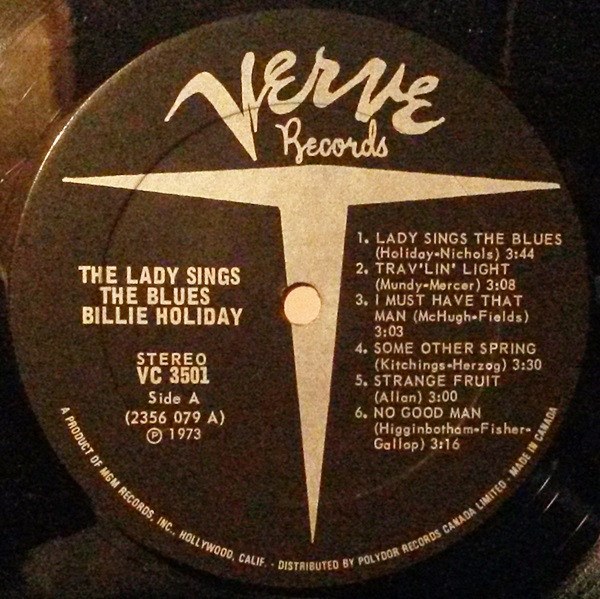 Verve
Records
THE LADY SINGS
THE BLUES
BILLIE HOLIDAY
STEREO
VC 3501
Side A
(2356 079 A)
℗ 1973
1. LADY SINGS THE BLUES
(Holiday-Nichols) 3:44
2. TRAV'LIN' LIGHT
(Mundy-Mercer) 3:08
3. I MUST HAVE THAT
MAN (McHugh-Fields)
3:03
4. SOME OTHER SPRING
(Kitchings-Herzog) 3:30
5. STRANGE FRUIT
(Allan) 3:00
6. NO GOOD MAN
(Higginbotham-Fisher-
Gallop) 3:16
A PRODUCT OF MGM RECORDS, INC., HOLLYWOOD, CALIF. - DISTRIBUTED BY POLYDOR RECORDS CANADA LIMITED - MADE IN CANADA